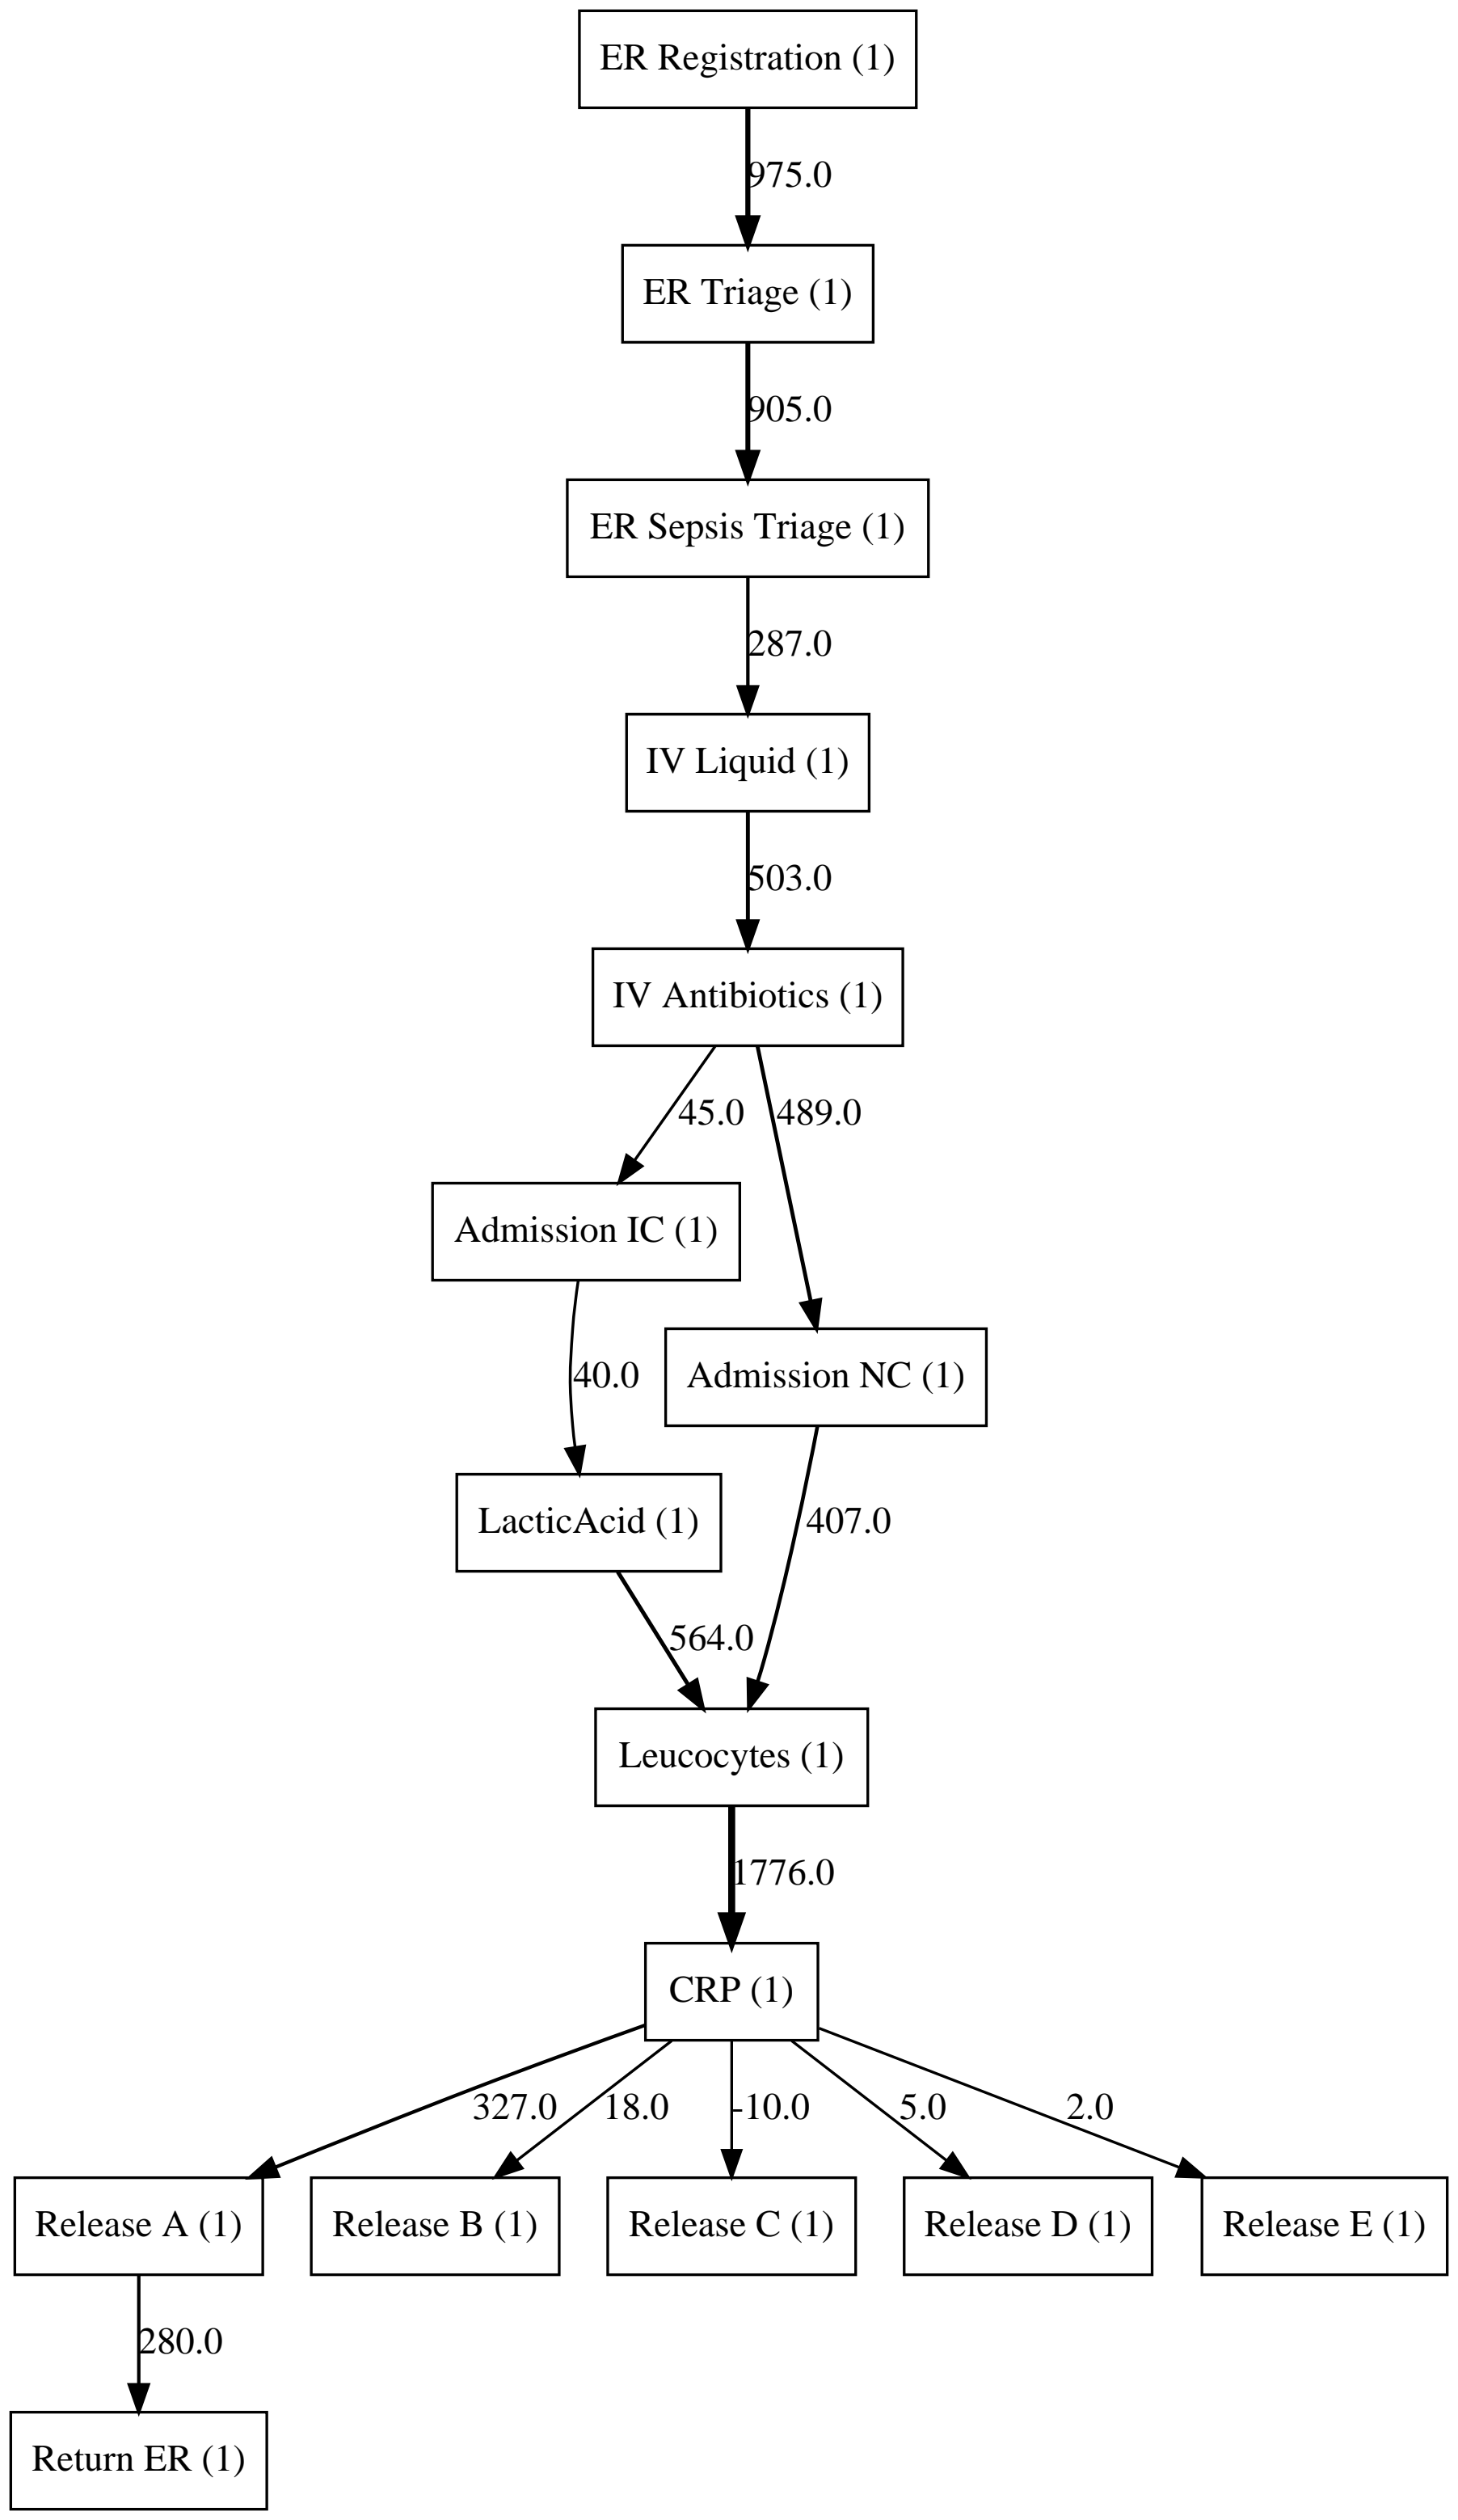 ER Registration (1)
975.0
ER Triage (1)
905.0
ER Sepsis Triage (1)
287.0
IV Liquid (1)
503.0
IV Antibiotics (1)
45.0
489.0
Admission IC (1)
40.0
Admission NC (1)
LacticAcid (1)
407.0
564.0
Leucocytes (1)
1776.0
CRP (1)
327.0
18.0
-10.0
5.0
2.0
Release A (1)
Release B (1)
Release C (1)
Release D (1)
Release E (1)
280.0
Return ER (1)